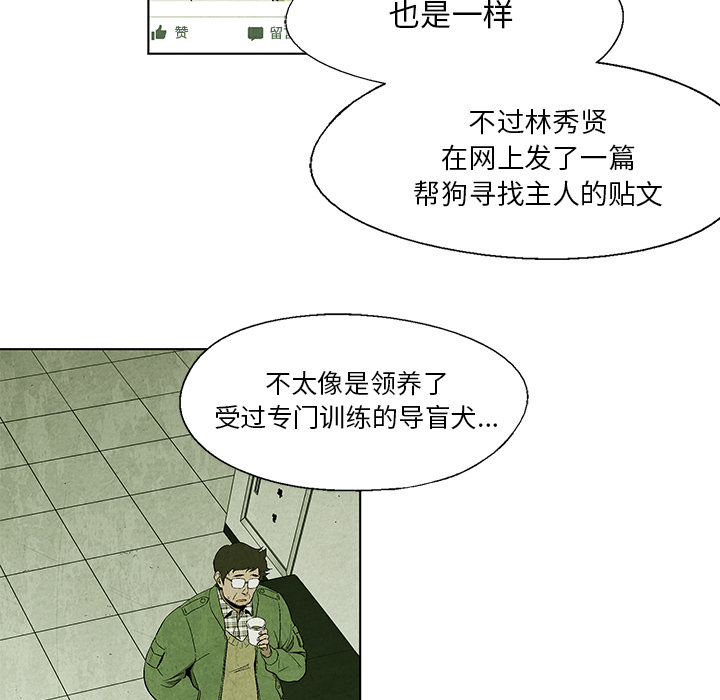 也是一样
赞
留
不过林秀贤
在网上发了一篇
帮狗寻找主人的贴文
不太像是领养了
受过专门训练的导盲犬...